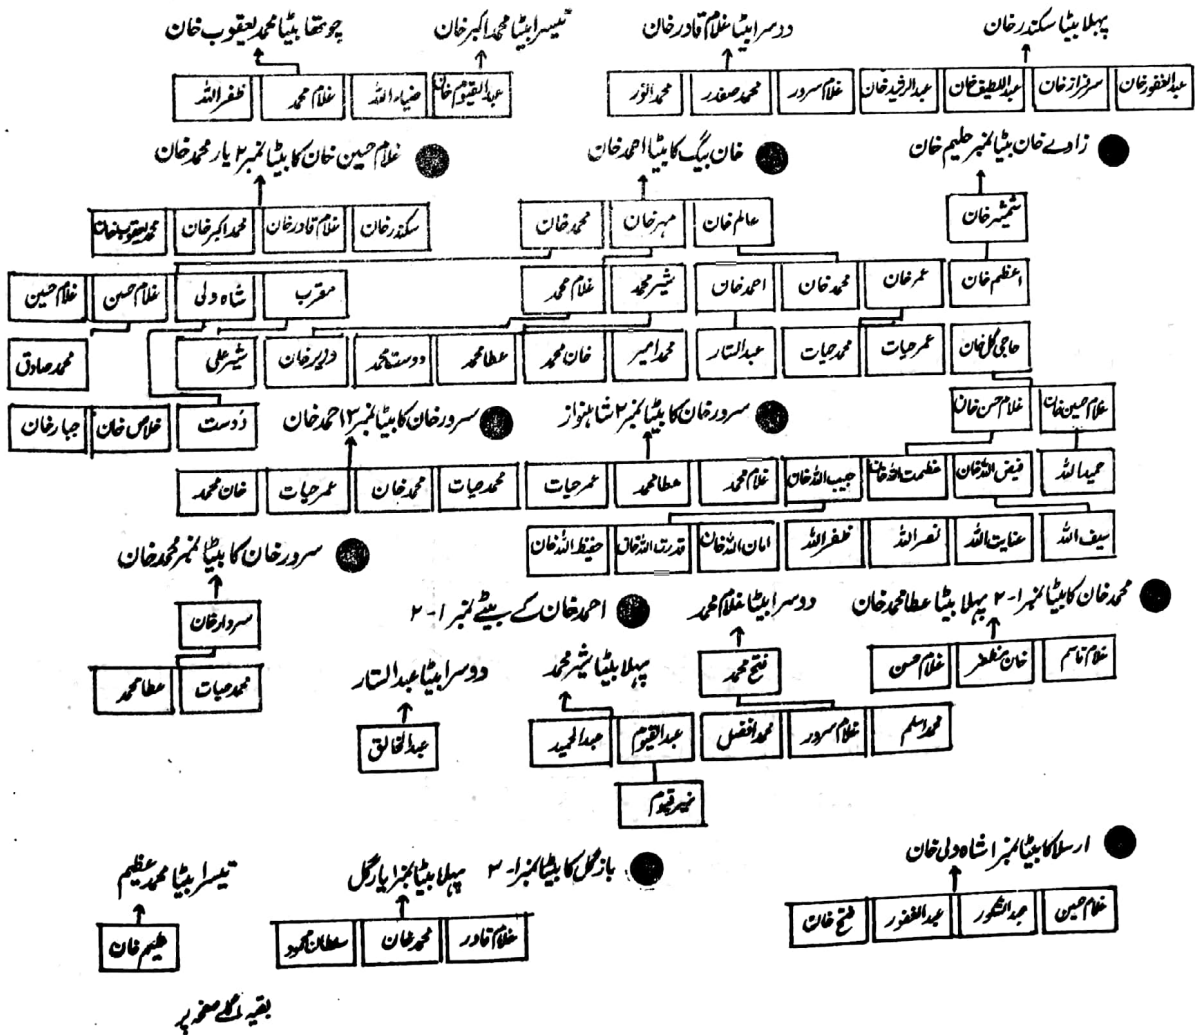 پہلا بیٹا سکندر خان
دوسرا بیٹا غلام قادر خان
تیسرا بیٹا محمد اکبر خان
چوتھا بیٹا محمد یعقوب خان
عبدالغفور خان سرفراز خان عبداللطیف خان عبدالرشید خان غلام سرور محمد صفدر محمد انور
عبدالقیوم خان ضیاء اللہ غلام محمد ظفر اللہ
زاوے خان بیٹا نمبر حلیم خان
خان بیگ کا بیٹا احمد خان
غلام حسین خان کا بیٹا نمبر ۲ یار محمد خان
شمشیر خان
عالم خان مہر خان محمد خان
سکندر خان غلام قادر خان محمد اکبر خان محمد یعقوب خان
اعظم خان عمر خان محمد خان احمد خان شیر محمد غلام محمد
مقرب شاہ ولی غلام حسن غلام حسین
حاجی گل خان عمر حیات محمد حیات عبدالستار محمد امیر خان محمد عطا محمد دوست محمد وزیر خان شیر علی
محمد صادق
غلام حسین خان غلام حسن خان
دوست خلاص خان جبار خان
سرور خان کا بیٹا نمبر ۲ شاہنواز
سرور خان کا بیٹا نمبر ۳ احمد خان
حمید اللہ فیض اللہ خان عظمت اللہ خان حبیب اللہ خان غلام محمد عطا محمد عمر حیات محمد حیات محمد خان عمر حیات خان محمد
سیف اللہ عنایت اللہ نصر اللہ ظفر اللہ امان اللہ خان قدرت اللہ خان حفیظ اللہ خان
سرور خان کا بیٹا نمبر محمد خان
سردار خان
محمد حیات عطا محمد
محمد خان کا بیٹا نمبر ۱-۲ پہلا بیٹا عطا محمد خان
دوسرا بیٹا غلام محمد
احمد خان کے بیٹے نمبر ۱-۲
غلام قاسم خان مظفر غلام حسن
فتح محمد
پہلا بیٹا شیر محمد
دوسرا بیٹا عبدالستار
محمد اسلم غلام سرور محمد افضل عبدالقیوم عبدالحمید
عبدالخالق
نیر قیوم
ارسلا کا بیٹا نمبر ۱ شاہ ولی خان
باز گل کا بیٹا نمبر ۱-۳ پہلا بیٹا نمبر ۱ یار گل
تیسرا بیٹا محمد عظیم
غلام حسین عبدالشکور عبدالغفور فتح خان
غلام قادر محمد خان سلطان محمود
حلیم خان
بقیہ اگلے صفحہ پر